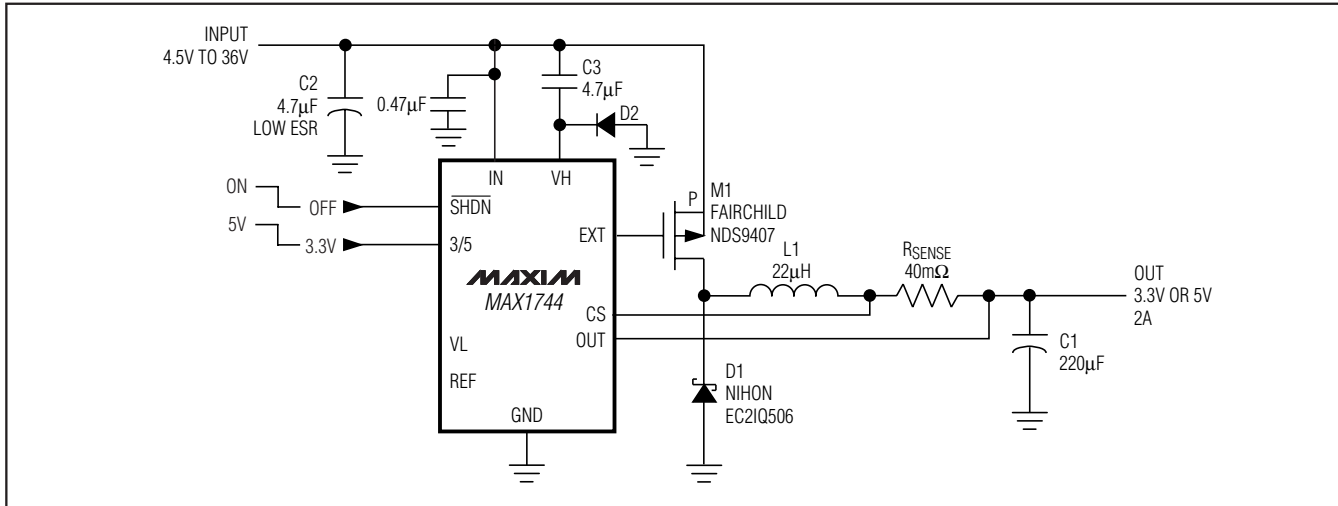 INPUT
4.5V TO 36V
C2
4.7µF
LOW ESR
0.47µF
C3
4.7µF
D2
ON
OFF
5V
3.3V
IN
VH
SHDN
3/5
EXT
MAXIM
MAX1744
CS
OUT
VL
REF
GND
P
M1
FAIRCHILD
NDS9407
L1
22µH
RSENSE
40mΩ
OUT
3.3V OR 5V
2A
C1
220µF
D1
NIHON
EC2IQ506